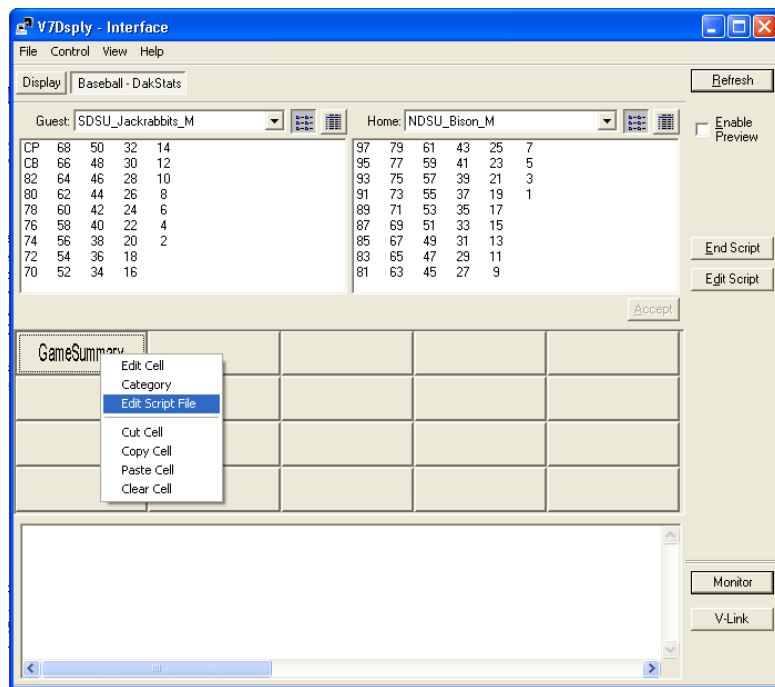 V7Dsply - Interface
File Control View Help
Display Baseball - DakStats
Refresh
Guest: SDSU_Jackrabbits_M Home: NDSU_Bison_M
Enable Preview
CP 68 50 32 14 97 79 61 43 25 7
CB 66 48 30 12 95 77 59 41 23 5
82 64 46 28 10 93 75 57 39 21 3
80 62 44 26 8 91 73 55 37 19 1
78 60 42 24 6 89 71 53 35 17
76 58 40 22 4 87 69 51 33 15
74 56 38 20 2 85 67 49 31 13
72 54 36 18 83 65 47 29 11
70 52 34 16 81 63 45 27 9
End Script
Edit Script
Accept
GameSummary
Edit Cell
Category
Edit Script File
Cut Cell
Copy Cell
Paste Cell
Clear Cell
Monitor
V-Link